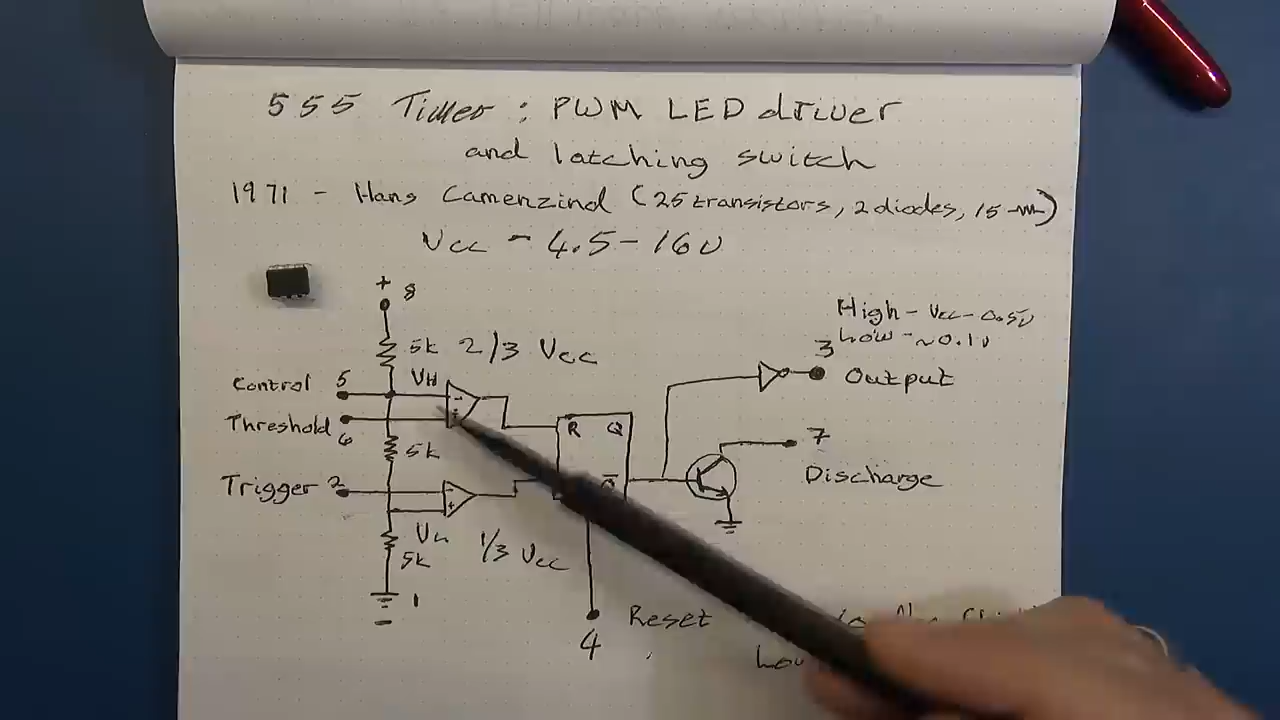 555 Timer : PWM LED driver
and latching switch
1971 - Hans Camenzind (25 transistors, 2 diodes, 15
Vcc - 4.5-16V
+ 8
High - Vcc-0.5V
Low - ~0.1V
5k 2/3 Vcc
3
Output
Control 5 VH
-
+
Threshold 6
R Q
5k
7
Discharge
Trigger 2
-
+
1/3 Vcc
5k
1
-
Reset
4